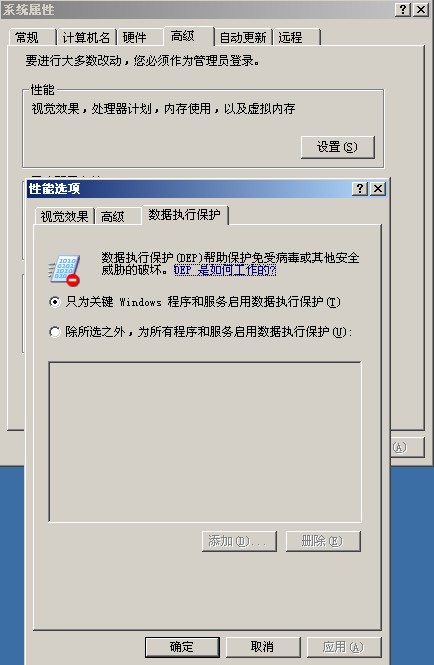 系统属性
常规
计算机名
硬件
高级
自动更新
远程
要进行大多数改动，您必须作为管理员登录。
性能
视觉效果，处理器计划，内存使用，以及虚拟内存
设置(S)
性能选项
视觉效果
高级
数据执行保护
数据执行保护(DEP)帮助保护免受病毒或其他安全
威胁的破坏。DEP 是如何工作的?
只为关键 Windows 程序和服务启用数据执行保护(T)
除所选之外，为所有程序和服务启用数据执行保护(U):
添加(D)...
删除(E)
(A)
确定
取消
应用(A)